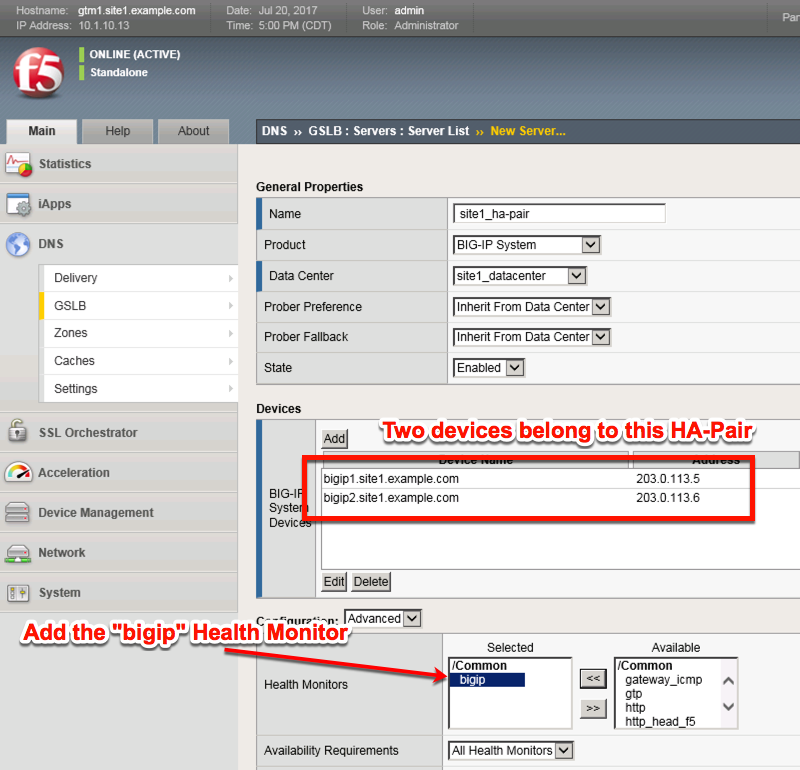 Hostname: gtm1.site1.example.com Date: Jul 20, 2017 User: admin
IP Address: 10.1.10.13 Time: 5:00 PM (CDT) Role: Administrator
f5
ONLINE (ACTIVE)
Standalone
Main Help About
DNS ›› GSLB : Servers : Server List ›› New Server...
Statistics
iApps
DNS
Delivery
GSLB
Zones
Caches
Settings
SSL Orchestrator
Acceleration
Device Management
Network
System
General Properties
Name site1_ha-pair
Product BIG-IP System
Data Center site1_datacenter
Prober Preference Inherit From Data Center
Prober Fallback Inherit From Data Center
State Enabled
Devices
Add
Two devices belong to this HA-Pair
Device Name Address
BIG-IP System Devices
bigip1.site1.example.com 203.0.113.5
bigip2.site1.example.com 203.0.113.6
Edit Delete
Configuration: Advanced
Add the "bigip" Health Monitor
Selected Available
Health Monitors
/Common
bigip
<<
>>
/Common
gateway_icmp
gtp
http
http_head_f5
Availability Requirements All Health Monitors